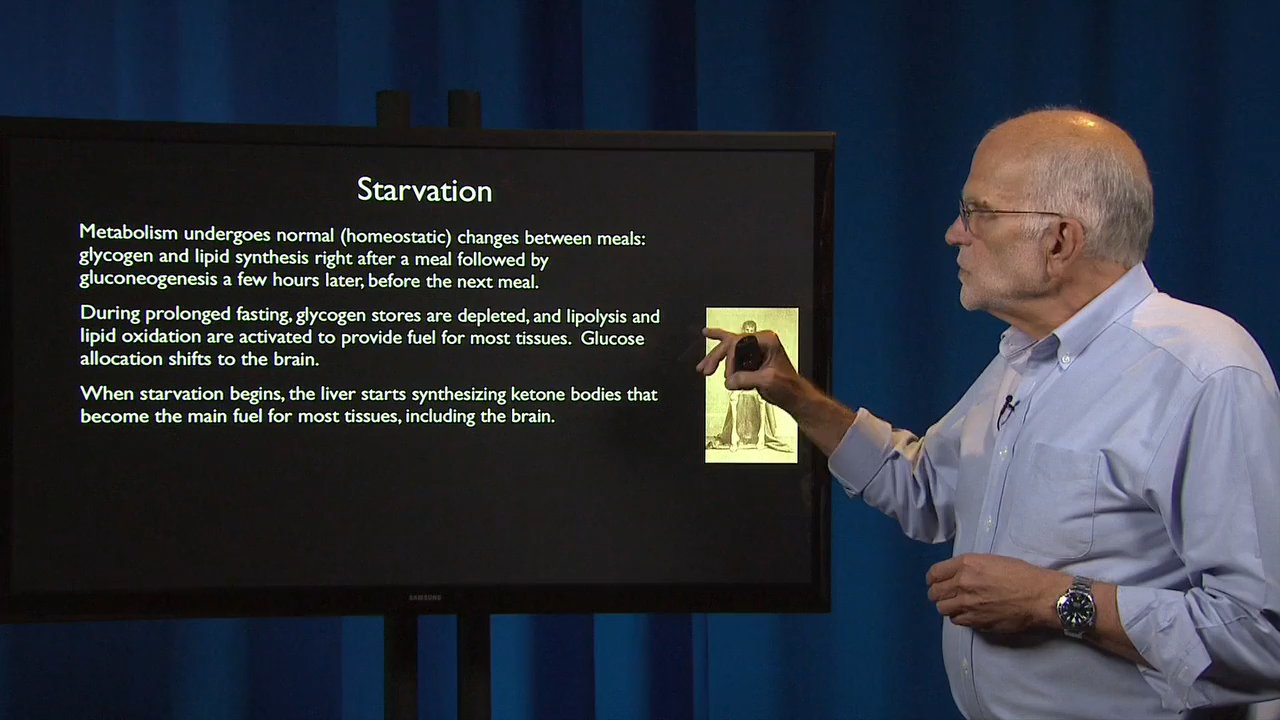 Starvation
Metabolism undergoes normal (homeostatic) changes between meals:
glycogen and lipid synthesis right after a meal followed by
gluconeogenesis a few hours later, before the next meal.
During prolonged fasting, glycogen stores are depleted, and lipolysis and
lipid oxidation are activated to provide fuel for most tissues. Glucose
allocation shifts to the brain.
When starvation begins, the liver starts synthesizing ketone bodies that
become the main fuel for most tissues, including the brain.
SAMSUNG